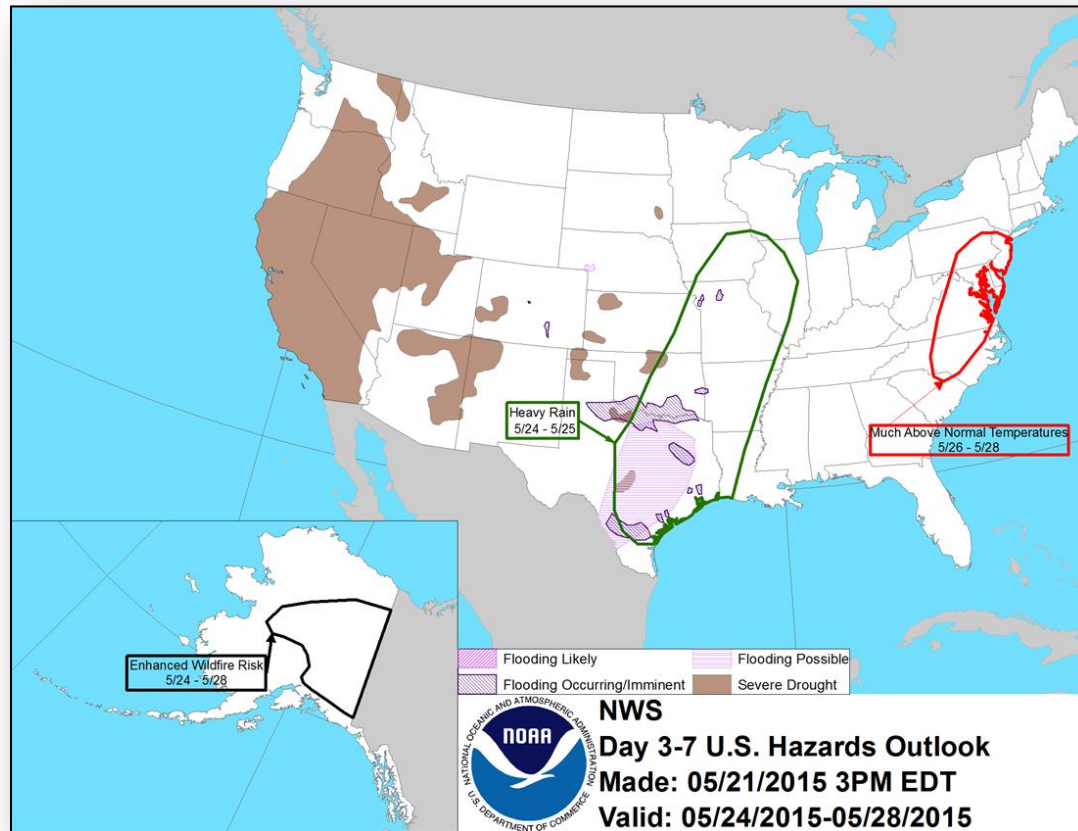 Heavy Rain
5/24 - 5/25
Much Above Normal Temperatures
5/26 - 5/28
Enhanced Wildfire Risk
5/24 - 5/28
Flooding Likely
Flooding Possible
Flooding Occurring/Imminent
Severe Drought
NATIONAL OCEANIC AND ATMOSPHERIC ADMINISTRATION
NOAA
U.S. DEPARTMENT OF COMMERCE
NWS
Day 3-7 U.S. Hazards Outlook
Made: 05/21/2015 3PM EDT
Valid: 05/24/2015-05/28/2015